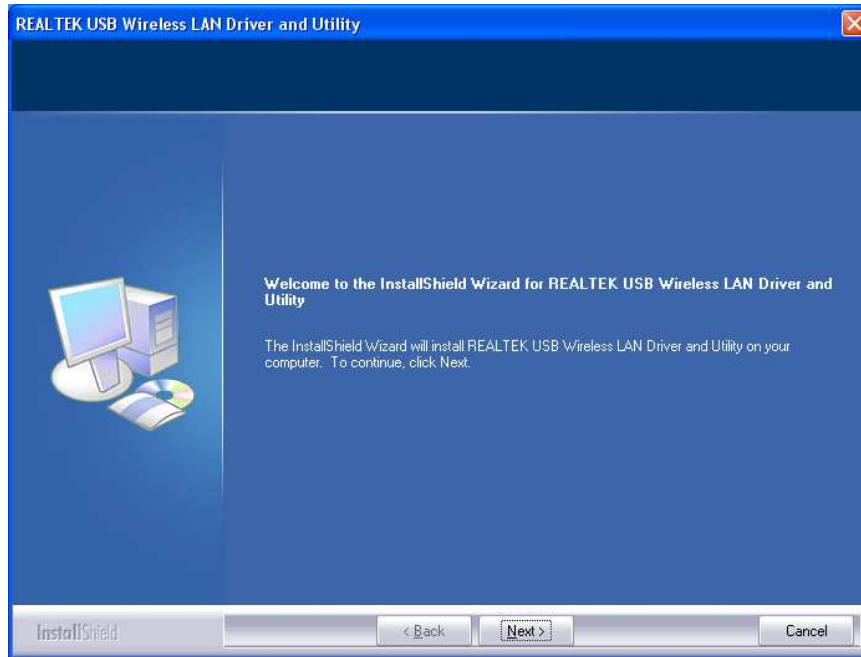 REALTEK USB Wireless LAN Driver and Utility
Welcome to the InstallShield Wizard for REALTEK USB Wireless LAN Driver and
Utility
The InstallShield Wizard will install REALTEK USB Wireless LAN Driver and Utility on your
computer. To continue, click Next.
InstallShield
< Back
Next >
Cancel